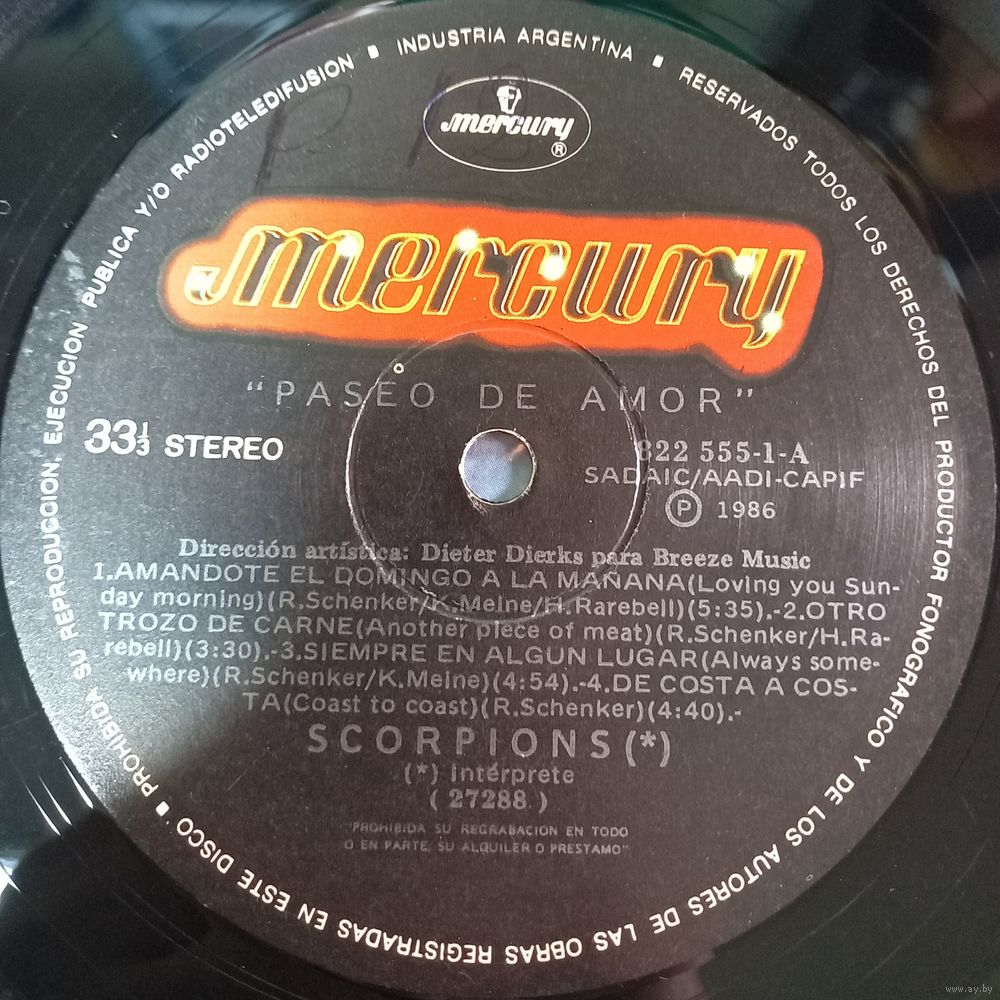 PROHIBIDA SU REPRODUCCION, EJECUCION PUBLICA Y/O RADIOTELEDIFUSION ▪ INDUSTRIA ARGENTINA ▪ RESERVADOS TODOS LOS DERECHOS DEL PRODUCTOR FONOGRAFICO Y DE LOS AUTORES DE LAS OBRAS REGISTRADAS EN ESTE DISCO ▪
mercury ®
mercury
"PASEO DE AMOR"
33⅓ STEREO
822 555-1-A
SADAIC/AADI-CAPIF
Ⓟ 1986
Dirección artística: Dieter Dierks para Breeze Music
1.AMANDOTE EL DOMINGO A LA MAÑANA(Loving you Sun-
day morning)(R.Schenker/K.Meine/H.Rarebell)(5:35).-2.OTRO
TROZO DE CARNE(Another piece of meat)(R.Schenker/H.Ra-
rebell)(3:30).-3.SIEMPRE EN ALGUN LUGAR(Always some-
where)(R.Schenker/K.Meine)(4:54).-4.DE COSTA A COS-
TA(Coast to coast)(R.Schenker)(4:40).-
SCORPIONS(*)
(*) Intérprete
(27288.)
"PROHIBIDA SU REGRABACION EN TODO
O EN PARTE, SU ALQUILER O PRESTAMO"
www.ay.by